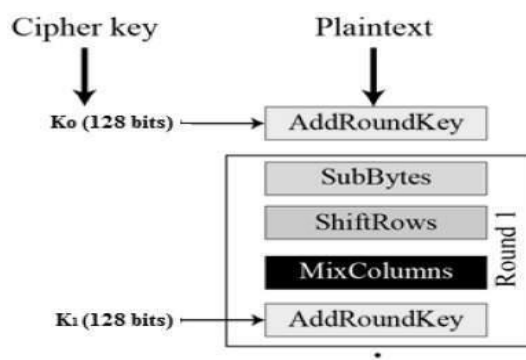 Cipher key Plaintext
K0 (128 bits) AddRoundKey
SubBytes
ShiftRows
MixColumns
Round 1
K1 (128 bits) AddRoundKey